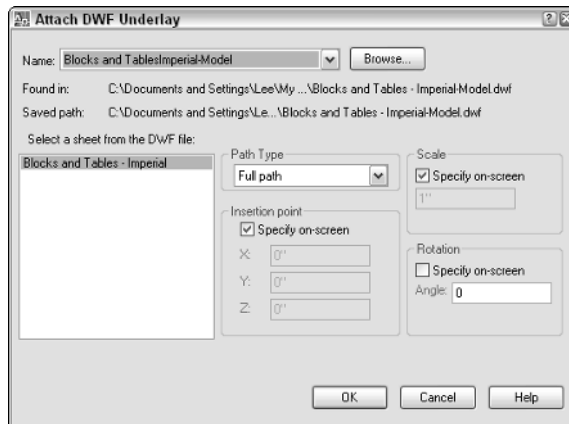 Attach DWF Underlay
Name: Blocks and TablesImperial-Model Browse...
Found in: C:\Documents and Settings\Lee\My ...\Blocks and Tables - Imperial-Model.dwf
Saved path: C:\Documents and Settings\Le...\Blocks and Tables - Imperial-Model.dwf
Select a sheet from the DWF file:
Blocks and Tables - Imperial
Path Type
Full path
Insertion point
Specify on-screen
X: 0"
Y: 0"
Z: 0"
Scale
Specify on-screen
1"
Rotation
Specify on-screen
Angle: 0
OK Cancel Help